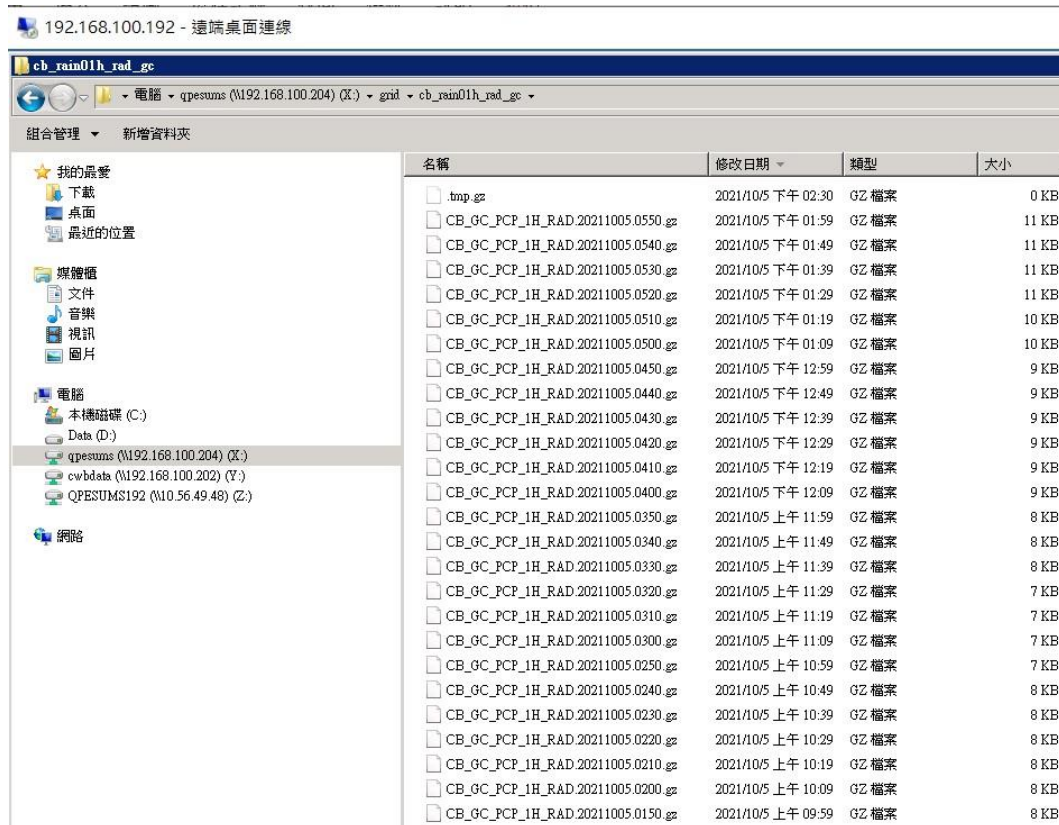 192.168.100.192 - 遠端桌面連線
cb_rain01h_rad_gc
電腦 qpesums (\\192.168.100.204) (X:) grid cb_rain01h_rad_gc
組合管理 新增資料夾
我的最愛
下載
桌面
最近的位置
媒體櫃
文件
音樂
視訊
圖片
電腦
本機磁碟 (C:)
Data (D:)
qpesums (\\192.168.100.204) (X:)
cwbdata (\\192.168.100.202) (Y:)
QPESUMS192 (\\10.56.49.48) (Z:)
網路
名稱 修改日期 類型 大小
.tmp.gz 2021/10/5 下午 02:30 GZ 檔案 0 KB
CB_GC_PCP_1H_RAD.20211005.0550.gz 2021/10/5 下午 01:59 GZ 檔案 11 KB
CB_GC_PCP_1H_RAD.20211005.0540.gz 2021/10/5 下午 01:49 GZ 檔案 11 KB
CB_GC_PCP_1H_RAD.20211005.0530.gz 2021/10/5 下午 01:39 GZ 檔案 11 KB
CB_GC_PCP_1H_RAD.20211005.0520.gz 2021/10/5 下午 01:29 GZ 檔案 11 KB
CB_GC_PCP_1H_RAD.20211005.0510.gz 2021/10/5 下午 01:19 GZ 檔案 10 KB
CB_GC_PCP_1H_RAD.20211005.0500.gz 2021/10/5 下午 01:09 GZ 檔案 10 KB
CB_GC_PCP_1H_RAD.20211005.0450.gz 2021/10/5 下午 12:59 GZ 檔案 9 KB
CB_GC_PCP_1H_RAD.20211005.0440.gz 2021/10/5 下午 12:49 GZ 檔案 9 KB
CB_GC_PCP_1H_RAD.20211005.0430.gz 2021/10/5 下午 12:39 GZ 檔案 9 KB
CB_GC_PCP_1H_RAD.20211005.0420.gz 2021/10/5 下午 12:29 GZ 檔案 9 KB
CB_GC_PCP_1H_RAD.20211005.0410.gz 2021/10/5 下午 12:19 GZ 檔案 9 KB
CB_GC_PCP_1H_RAD.20211005.0400.gz 2021/10/5 下午 12:09 GZ 檔案 9 KB
CB_GC_PCP_1H_RAD.20211005.0350.gz 2021/10/5 上午 11:59 GZ 檔案 8 KB
CB_GC_PCP_1H_RAD.20211005.0340.gz 2021/10/5 上午 11:49 GZ 檔案 8 KB
CB_GC_PCP_1H_RAD.20211005.0330.gz 2021/10/5 上午 11:39 GZ 檔案 8 KB
CB_GC_PCP_1H_RAD.20211005.0320.gz 2021/10/5 上午 11:29 GZ 檔案 7 KB
CB_GC_PCP_1H_RAD.20211005.0310.gz 2021/10/5 上午 11:19 GZ 檔案 7 KB
CB_GC_PCP_1H_RAD.20211005.0300.gz 2021/10/5 上午 11:09 GZ 檔案 7 KB
CB_GC_PCP_1H_RAD.20211005.0250.gz 2021/10/5 上午 10:59 GZ 檔案 7 KB
CB_GC_PCP_1H_RAD.20211005.0240.gz 2021/10/5 上午 10:49 GZ 檔案 8 KB
CB_GC_PCP_1H_RAD.20211005.0230.gz 2021/10/5 上午 10:39 GZ 檔案 8 KB
CB_GC_PCP_1H_RAD.20211005.0220.gz 2021/10/5 上午 10:29 GZ 檔案 8 KB
CB_GC_PCP_1H_RAD.20211005.0210.gz 2021/10/5 上午 10:19 GZ 檔案 8 KB
CB_GC_PCP_1H_RAD.20211005.0200.gz 2021/10/5 上午 10:09 GZ 檔案 8 KB
CB_GC_PCP_1H_RAD.20211005.0150.gz 2021/10/5 上午 09:59 GZ 檔案 8 KB